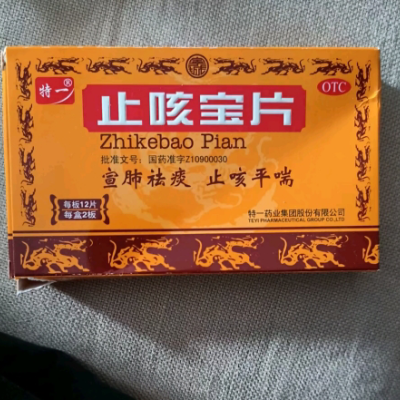 特一®
OTC
止咳宝片
Zhikebao Pian
批准文号：国药准字Z10900030
宣肺祛痰 止咳平喘
每板12片
每盒2板
特一药业集团股份有限公司
TEYI PHARMACEUTICAL GROUP CO.,LTD